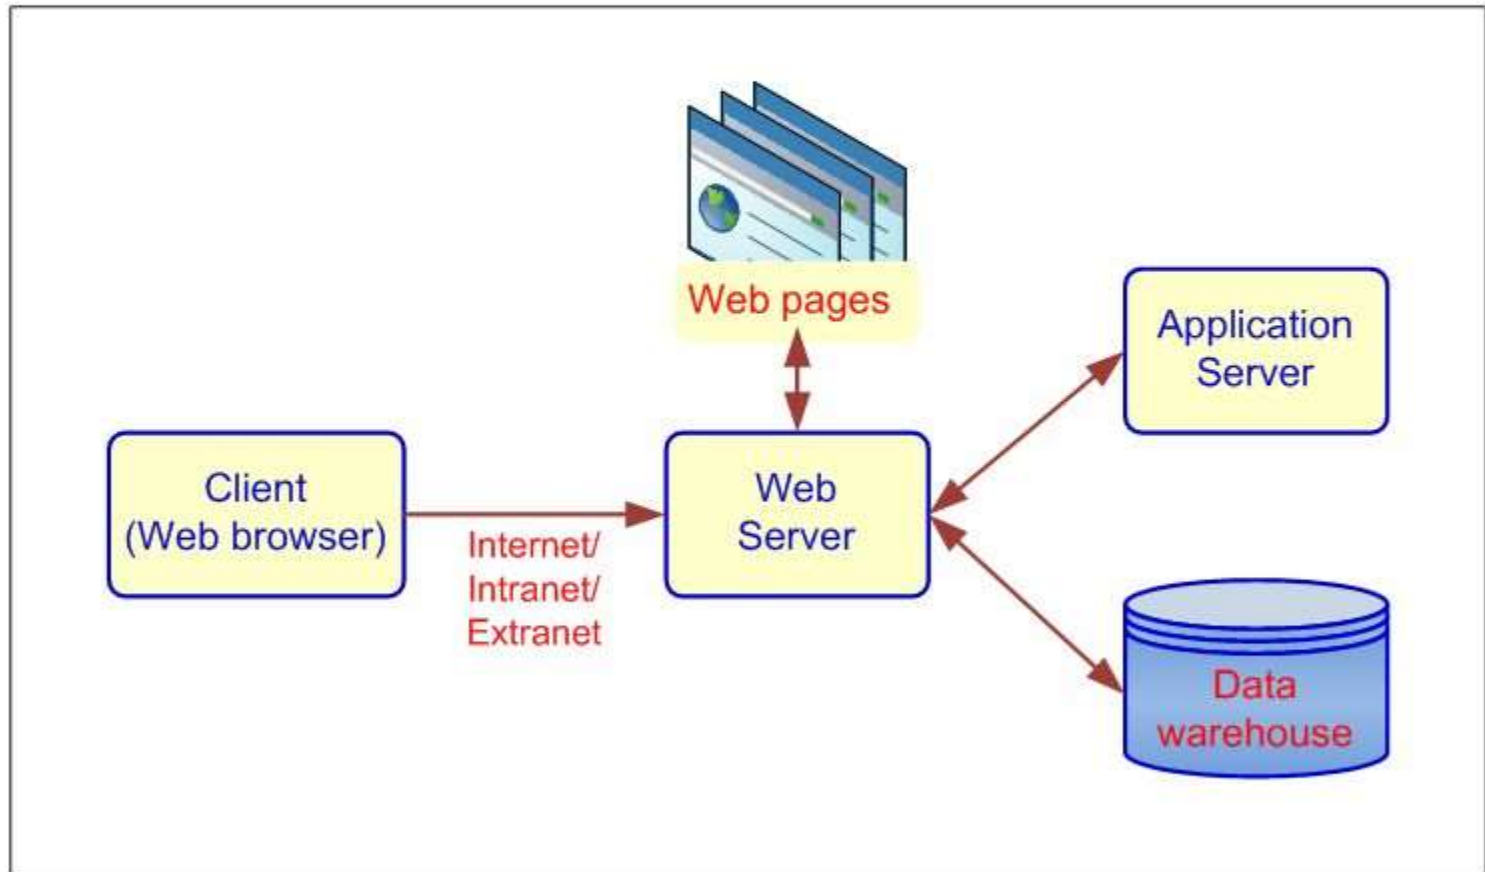 Web pages
Application
Server
Client
(Web browser)
Internet/
Intranet/
Extranet
Web
Server
Data
warehouse